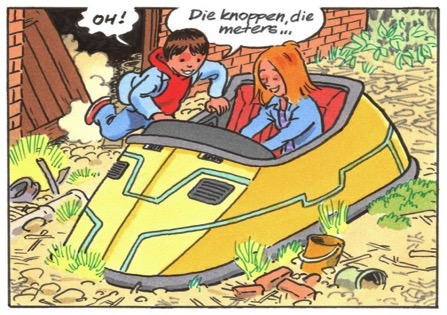 OH!
Die knoppen, die
meters...